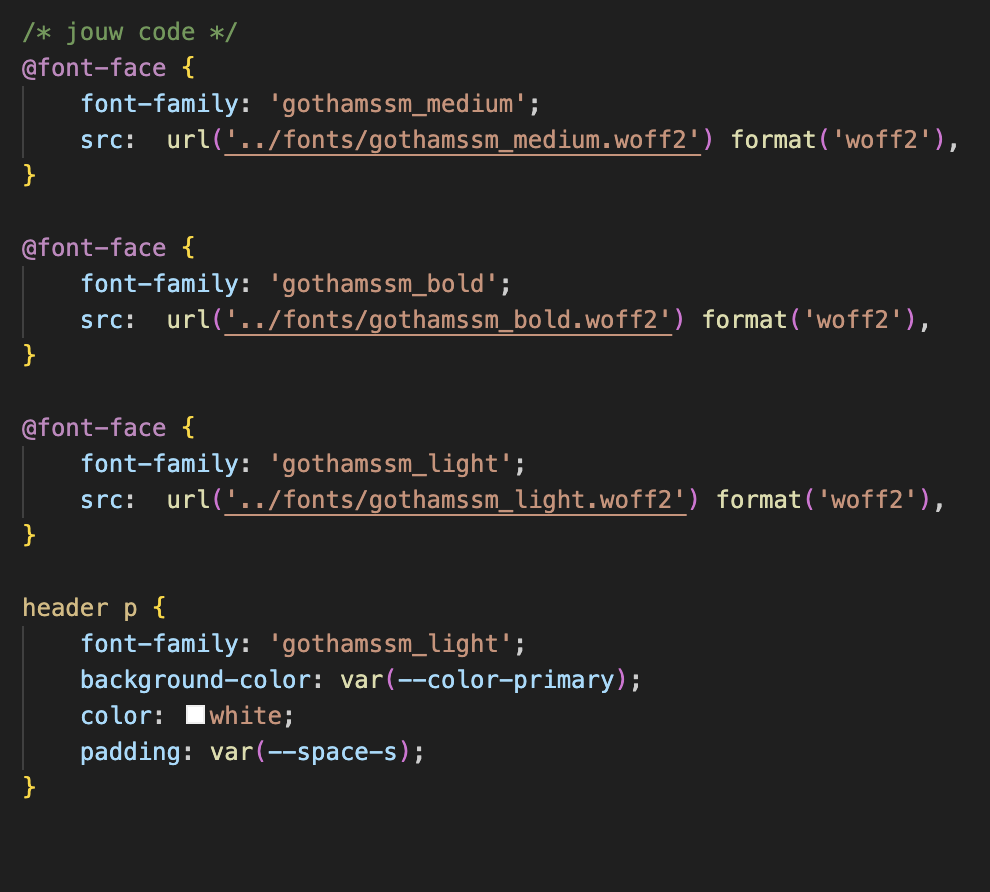 /* jouw code */
@font-face {
    font-family: 'gothamssm_medium';
    src:  url('../fonts/gothamssm_medium.woff2') format('woff2'),
}

@font-face {
    font-family: 'gothamssm_bold';
    src:  url('../fonts/gothamssm_bold.woff2') format('woff2'),
}

@font-face {
    font-family: 'gothamssm_light';
    src:  url('../fonts/gothamssm_light.woff2') format('woff2'),
}

header p {
    font-family: 'gothamssm_light';
    background-color: var(--color-primary);
    color: white;
    padding: var(--space-s);
}